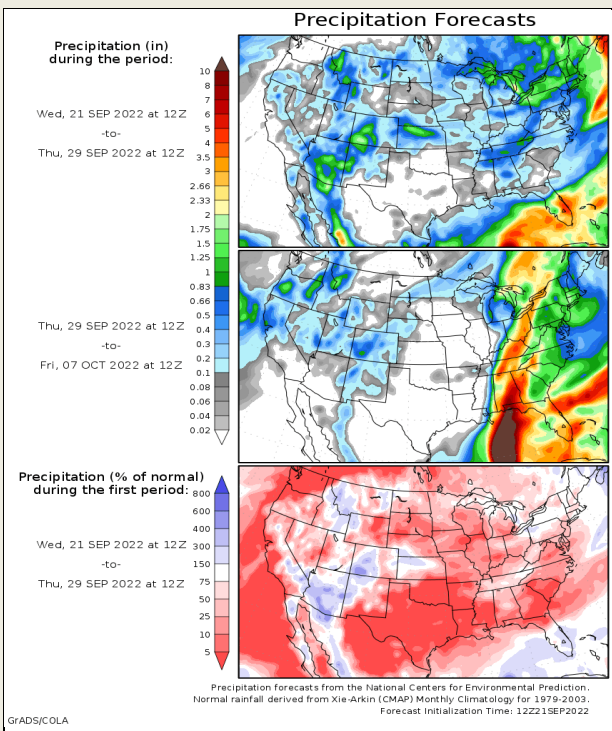 Precipitation Forecasts
Precipitation (in)
during the period:
Wed, 21 SEP 2022 at 12Z
-to-
Thu, 29 SEP 2022 at 12Z
10
8
7
6
5
4
3.5
3
2.66
2.33
2
1.75
1.5
1.25
1
0.83
0.66
0.5
0.4
0.3
0.2
0.1
0.08
0.06
0.04
0.02
Thu, 29 SEP 2022 at 12Z
-to-
Fri, 07 OCT 2022 at 12Z
Precipitation (% of normal)
during the first period:
Wed, 21 SEP 2022 at 12Z
-to-
Thu, 29 SEP 2022 at 12Z
800
600
400
300
150
75
50
25
10
5
Precipitation forecasts from the National Centers for Environmental Prediction.
Normal rainfall derived from Xie-Arkin (CMAP) Monthly Climatology for 1979-2003.
Forecast Initialization Time: 12Z21SEP2022
GrADS/COLA